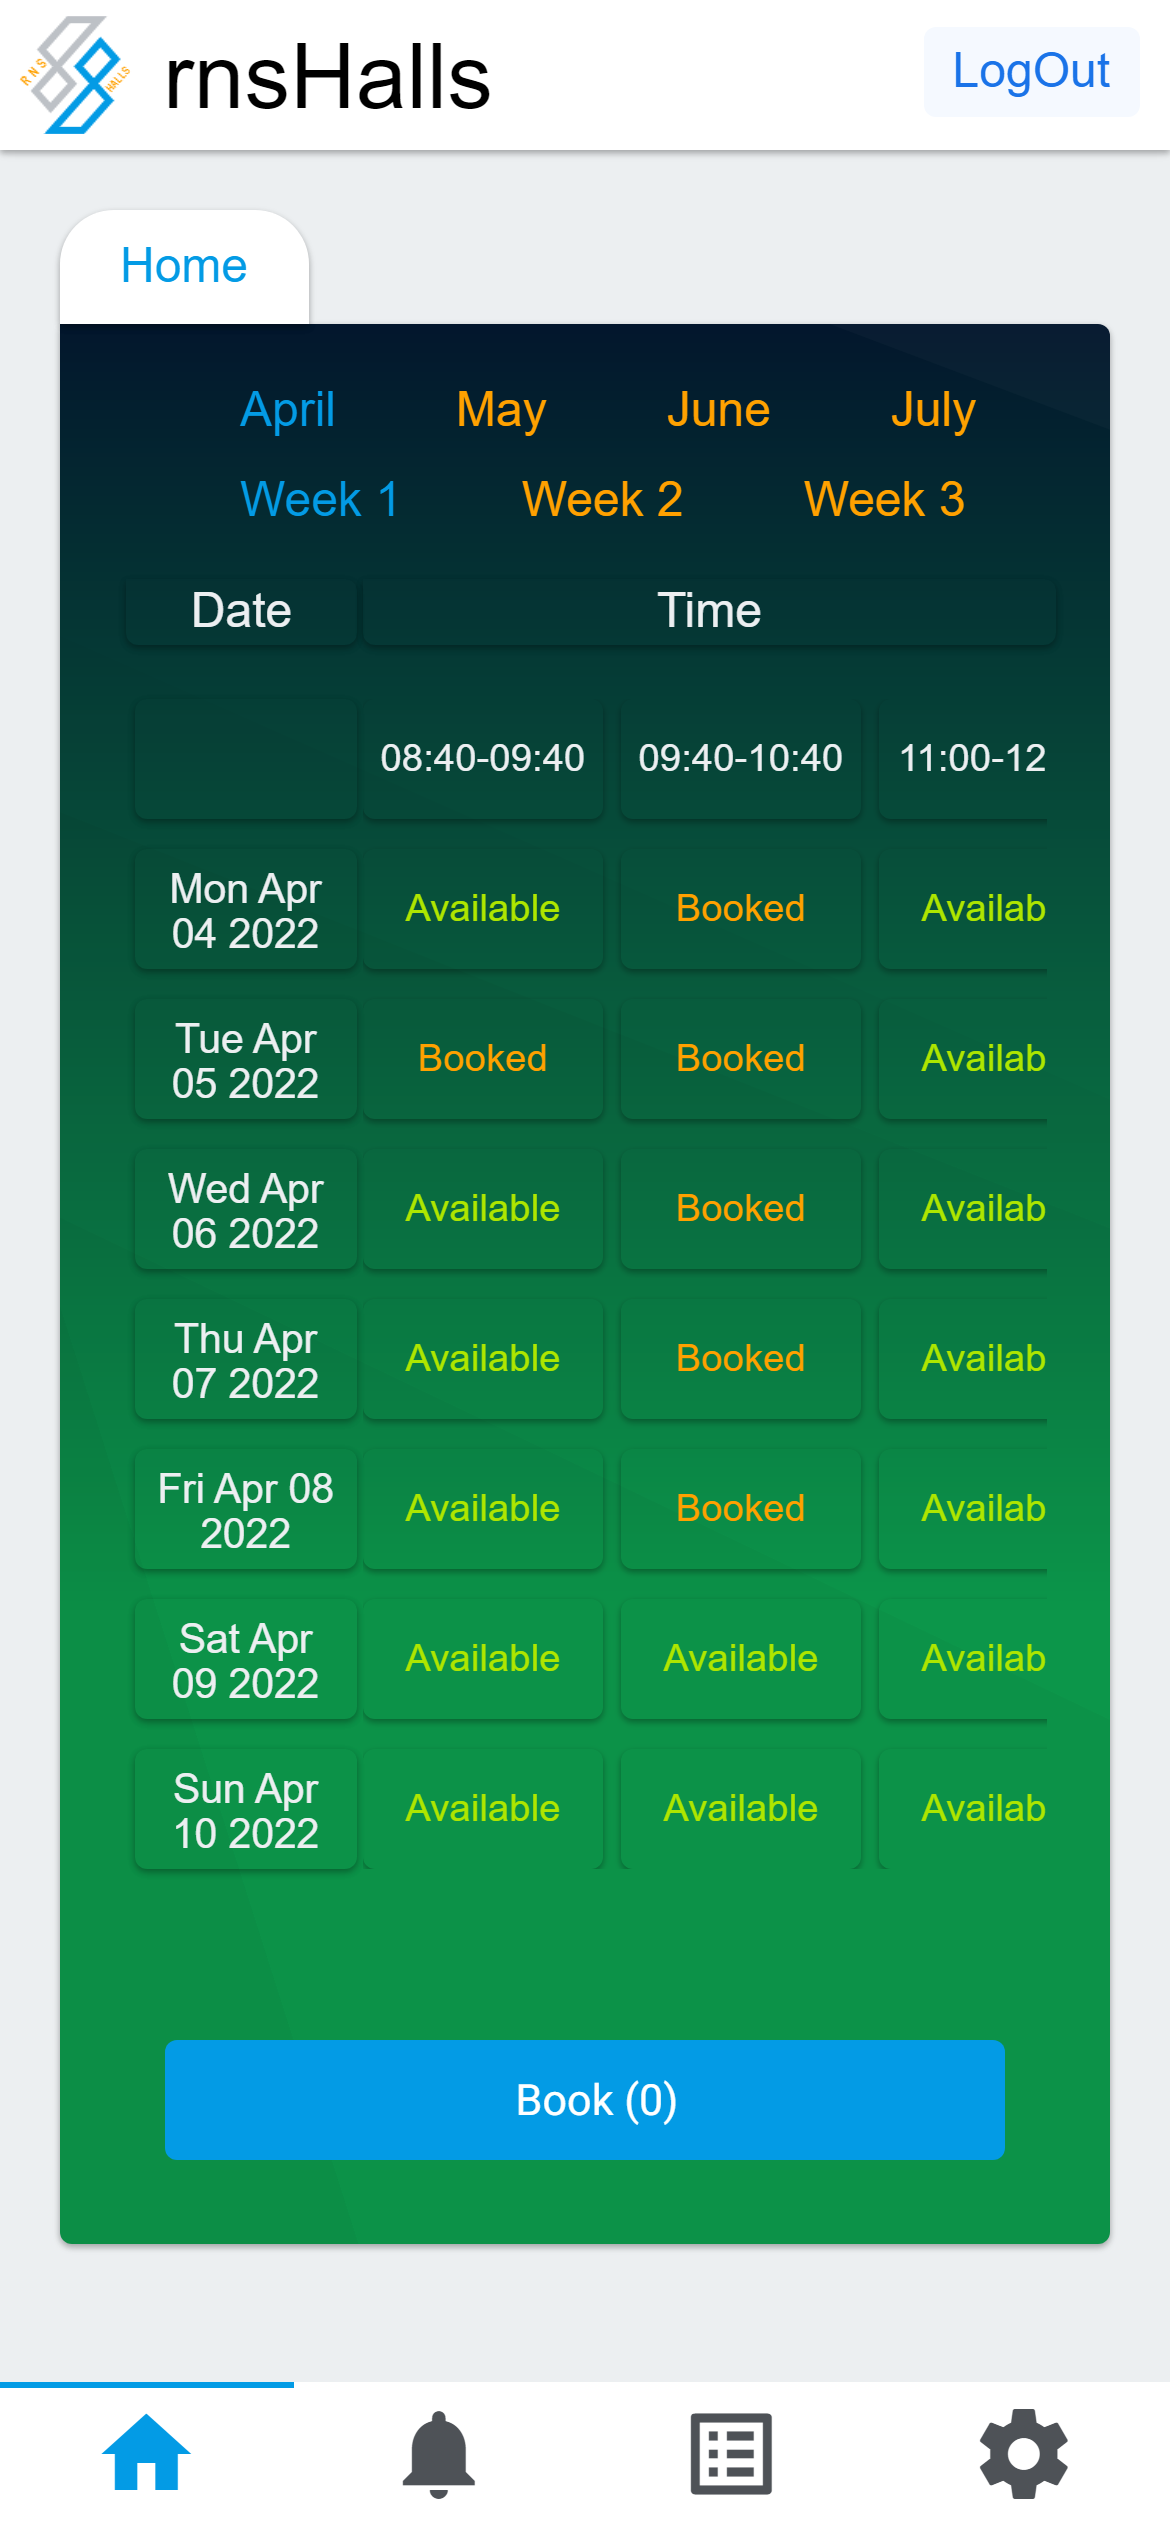 RNS HALLS
rnsHalls
LogOut
Home
April May June July
Week 1 Week 2 Week 3
Date Time
08:40-09:40 09:40-10:40 11:00-12
Mon Apr
04 2022
Available Booked Availab
Tue Apr
05 2022
Booked Booked Availab
Wed Apr
06 2022
Available Booked Availab
Thu Apr
07 2022
Available Booked Availab
Fri Apr 08
2022
Available Booked Availab
Sat Apr
09 2022
Available Available Availab
Sun Apr
10 2022
Available Available Availab
Book (0)